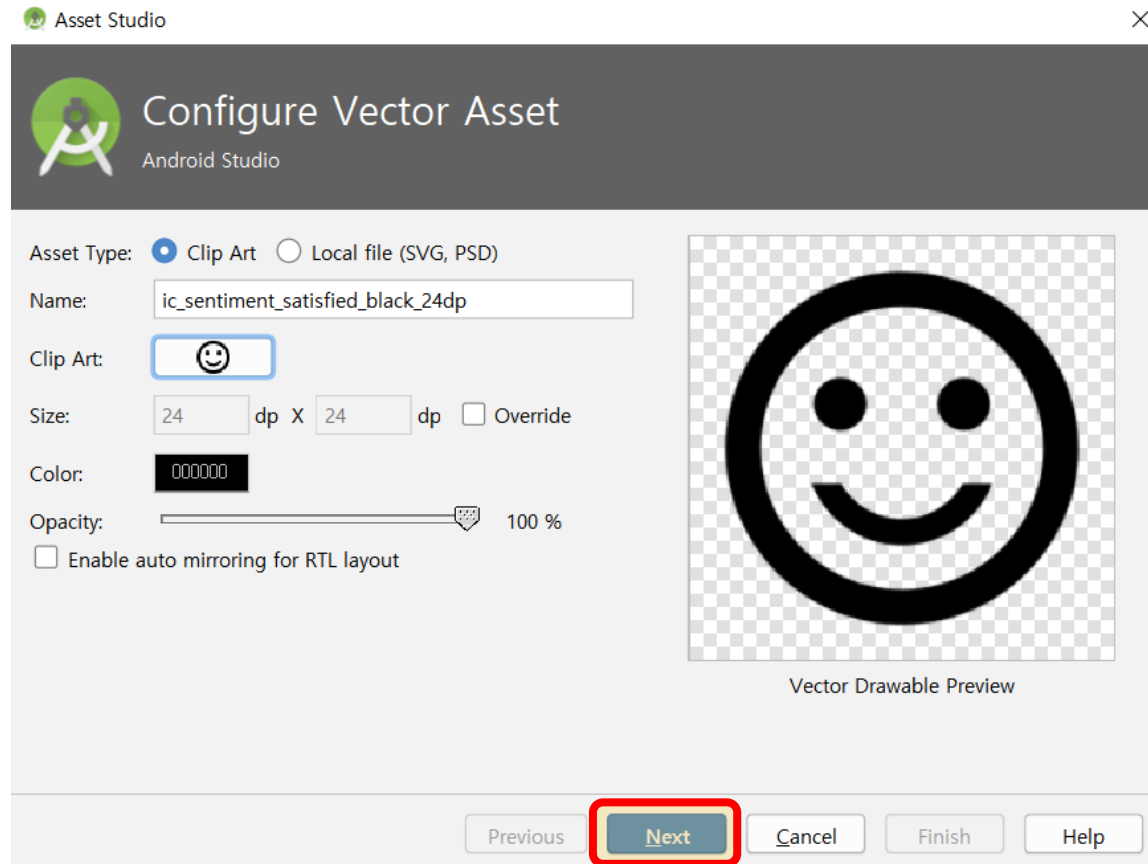 Asset Studio
Configure Vector Asset
Android Studio
Asset Type: Clip Art Local file (SVG, PSD)
Name: ic_sentiment_satisfied_black_24dp
Clip Art:
Size: 24 dp X 24 dp Override
Color: 000000
Opacity: 100 %
Enable auto mirroring for RTL layout
Vector Drawable Preview
Previous Next Cancel Finish Help